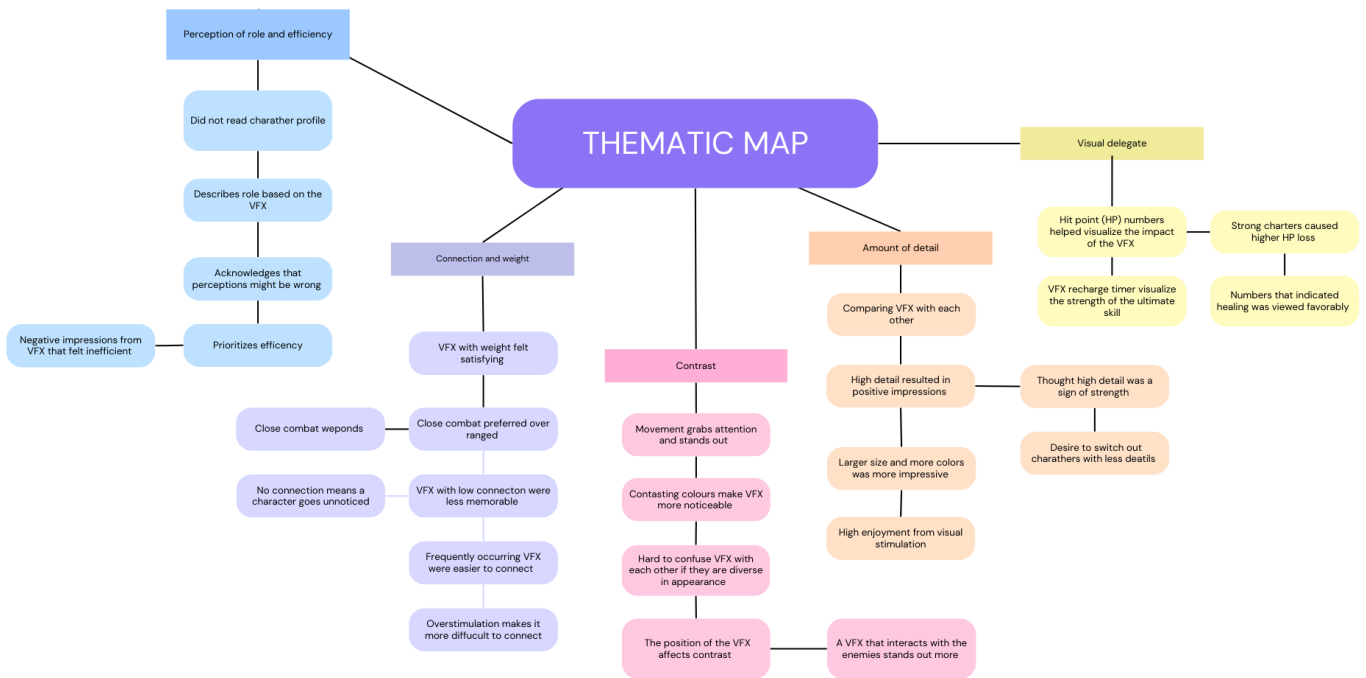 THEMATIC MAP
Perception of role and efficiency
Did not read charather profile
Describes role based on the
VFX
Acknowledges that
perceptions might be wrong
Prioritizes efficency
Negative impressions from
VFX that felt inefficient
Connection and weight
VFX with weight felt
satisfying
Close combat preferred over
ranged
Close combat weponds
VFX with low connecton were
less memorable
No connection means a
character goes unnoticed
Frequently occurring VFX
were easier to connect
Overstimulation makes it
more diffucult to connect
Contrast
Movement grabs attention
and stands out
Contasting colours make VFX
more noticeable
Hard to confuse VFX with
each other if they are diverse
in appearance
The position of the VFX
affects contrast
A VFX that interacts with the
enemies stands out more
Amount of detail
Comparing VFX with each
other
High detail resulted in
positive impressions
Thought high detail was a
sign of strength
Desire to switch out
charathers with less deatils
Larger size and more colors
was more impressive
High enjoyment from visual
stimulation
Visual delegate
Hit point (HP) numbers
helped visualize the impact
of the VFX
Strong charters caused
higher HP loss
VFX recharge timer visualize
the strength of the ultimate
skill
Numbers that indicated
healing was viewed favorably